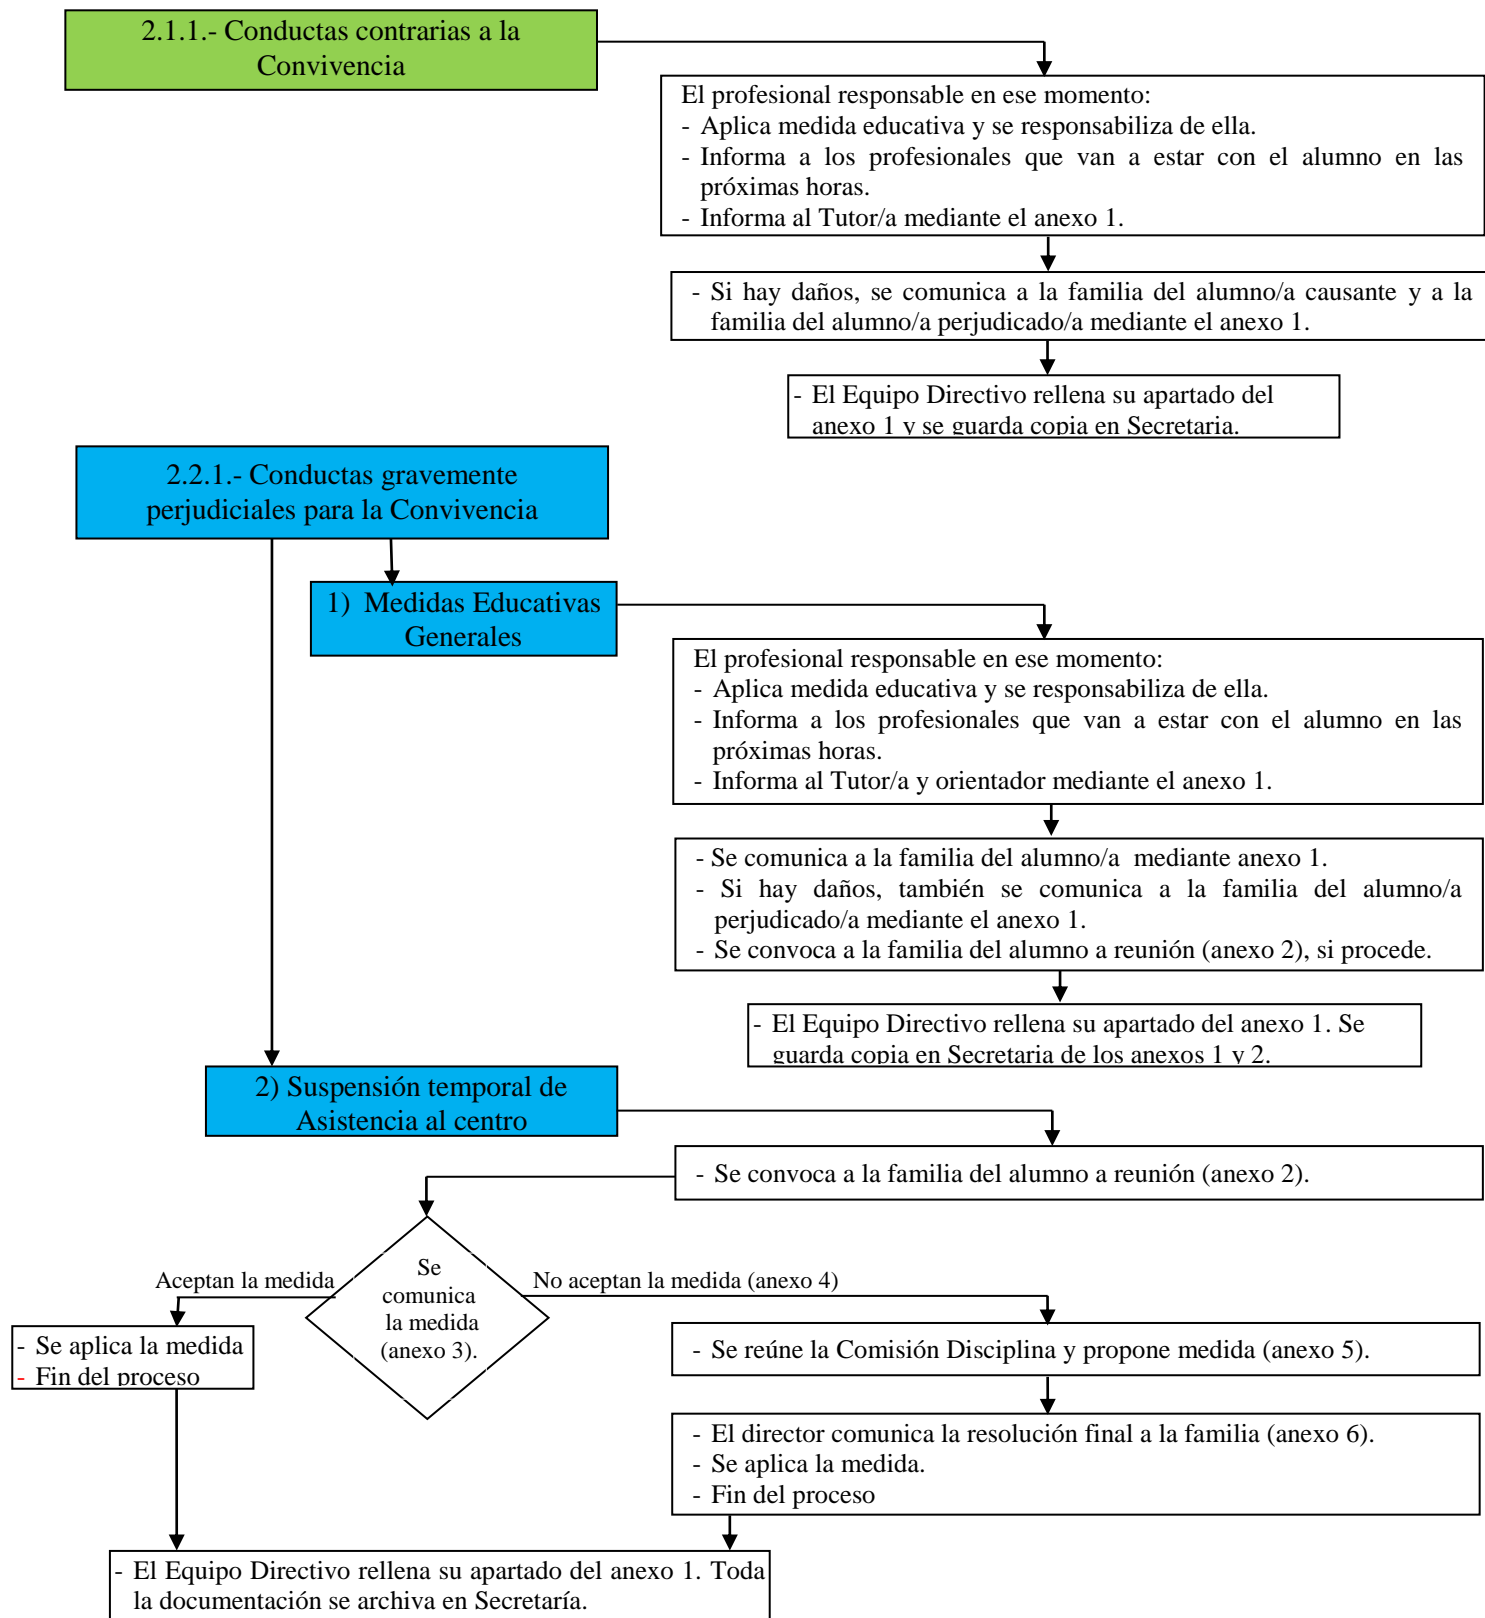 2.1.1.- Conductas contrarias a la
Convivencia
El profesional responsable en ese momento:
- Aplica medida educativa y se responsabiliza de ella.
- Informa a los profesionales que van a estar con el alumno en las
próximas horas.
- Informa al Tutor/a mediante el anexo 1.
- Si hay daños, se comunica a la familia del alumno/a causante y a la
familia del alumno/a perjudicado/a mediante el anexo 1.
- El Equipo Directivo rellena su apartado del
anexo 1 y se guarda copia en Secretaria.
2.2.1.- Conductas gravemente
perjudiciales para la Convivencia
1) Medidas Educativas
Generales
El profesional responsable en ese momento:
- Aplica medida educativa y se responsabiliza de ella.
- Informa a los profesionales que van a estar con el alumno en las
próximas horas.
- Informa al Tutor/a y orientador mediante el anexo 1.
- Se comunica a la familia del alumno/a mediante anexo 1.
- Si hay daños, también se comunica a la familia del alumno/a
perjudicado/a mediante el anexo 1.
- Se convoca a la familia del alumno a reunión (anexo 2), si procede.
- El Equipo Directivo rellena su apartado del anexo 1. Se
guarda copia en Secretaria de los anexos 1 y 2.
2) Suspensión temporal de
Asistencia al centro
- Se convoca a la familia del alumno a reunión (anexo 2).
Se
comunica
la medida
(anexo 3).
Aceptan la medida
No aceptan la medida (anexo 4)
- Se aplica la medida
- Fin del proceso
- Se reúne la Comisión Disciplina y propone medida (anexo 5).
- El director comunica la resolución final a la familia (anexo 6).
- Se aplica la medida.
- Fin del proceso
- El Equipo Directivo rellena su apartado del anexo 1. Toda
la documentación se archiva en Secretaría.